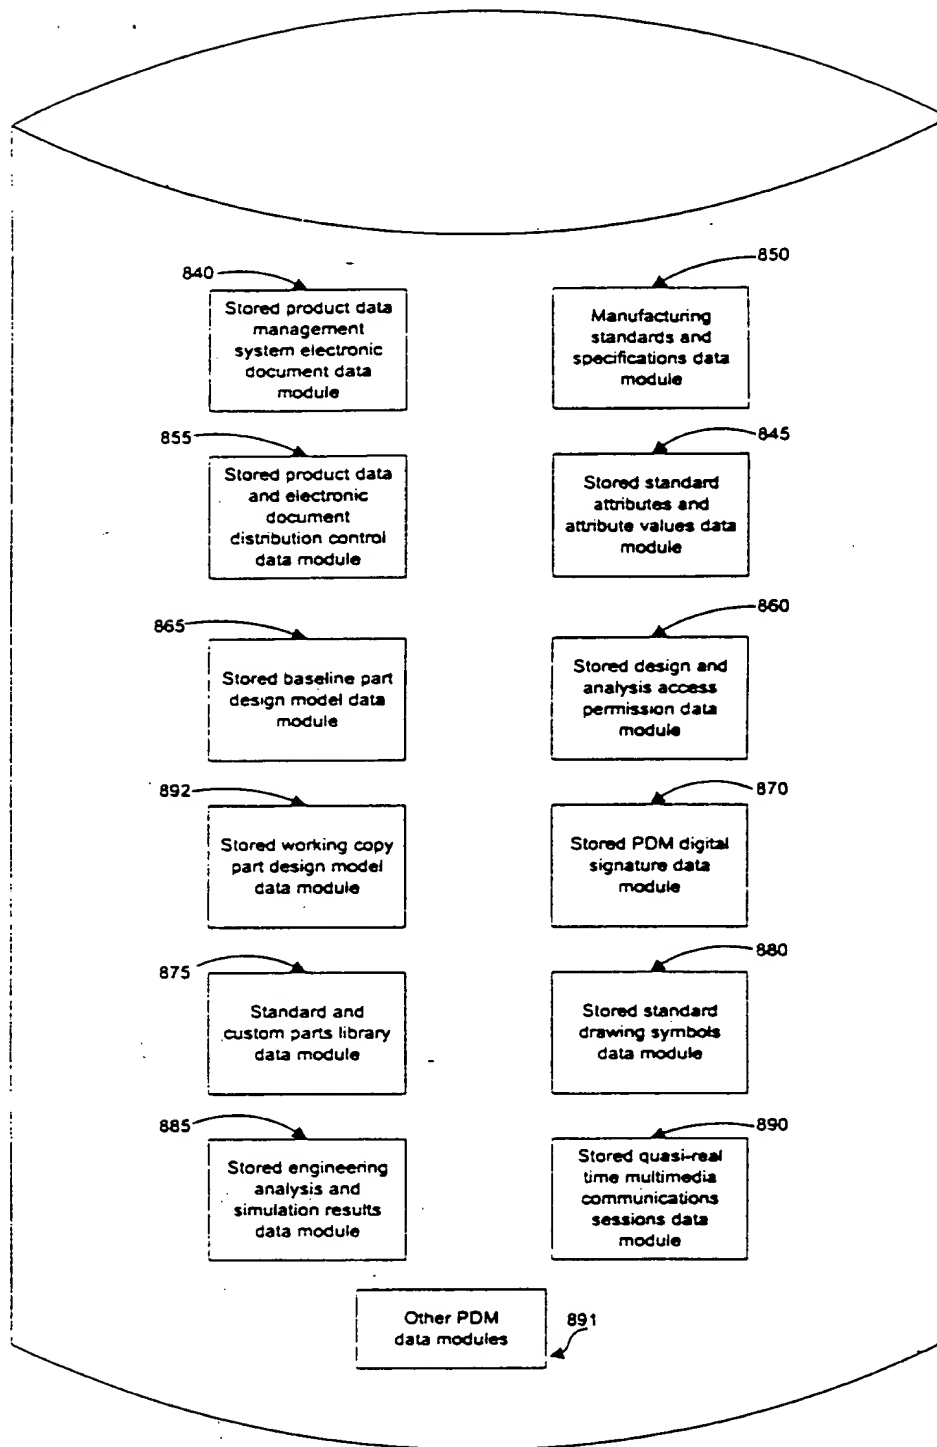 840
Stored product data
management
system electronic
document data
module
850
Manufacturing
standards and
specifications data
module
855
Stored product data
and electronic
document
distribution control
data module
845
Stored standard
attributes and
attribute values data
module
865
Stored baseline part
design model data
module
860
Stored design and
analysis access
permission data
module
892
Stored working copy
part design model
data module
870
Stored PDM digital
signature data
module
875
Standard and
custom parts library
data module
880
Stored standard
drawing symbols
data module
885
Stored engineering
analysis and
simulation results
data module
890
Stored quasi-real
time multimedia
communications
sessions data
module
Other PDM
data modules
891